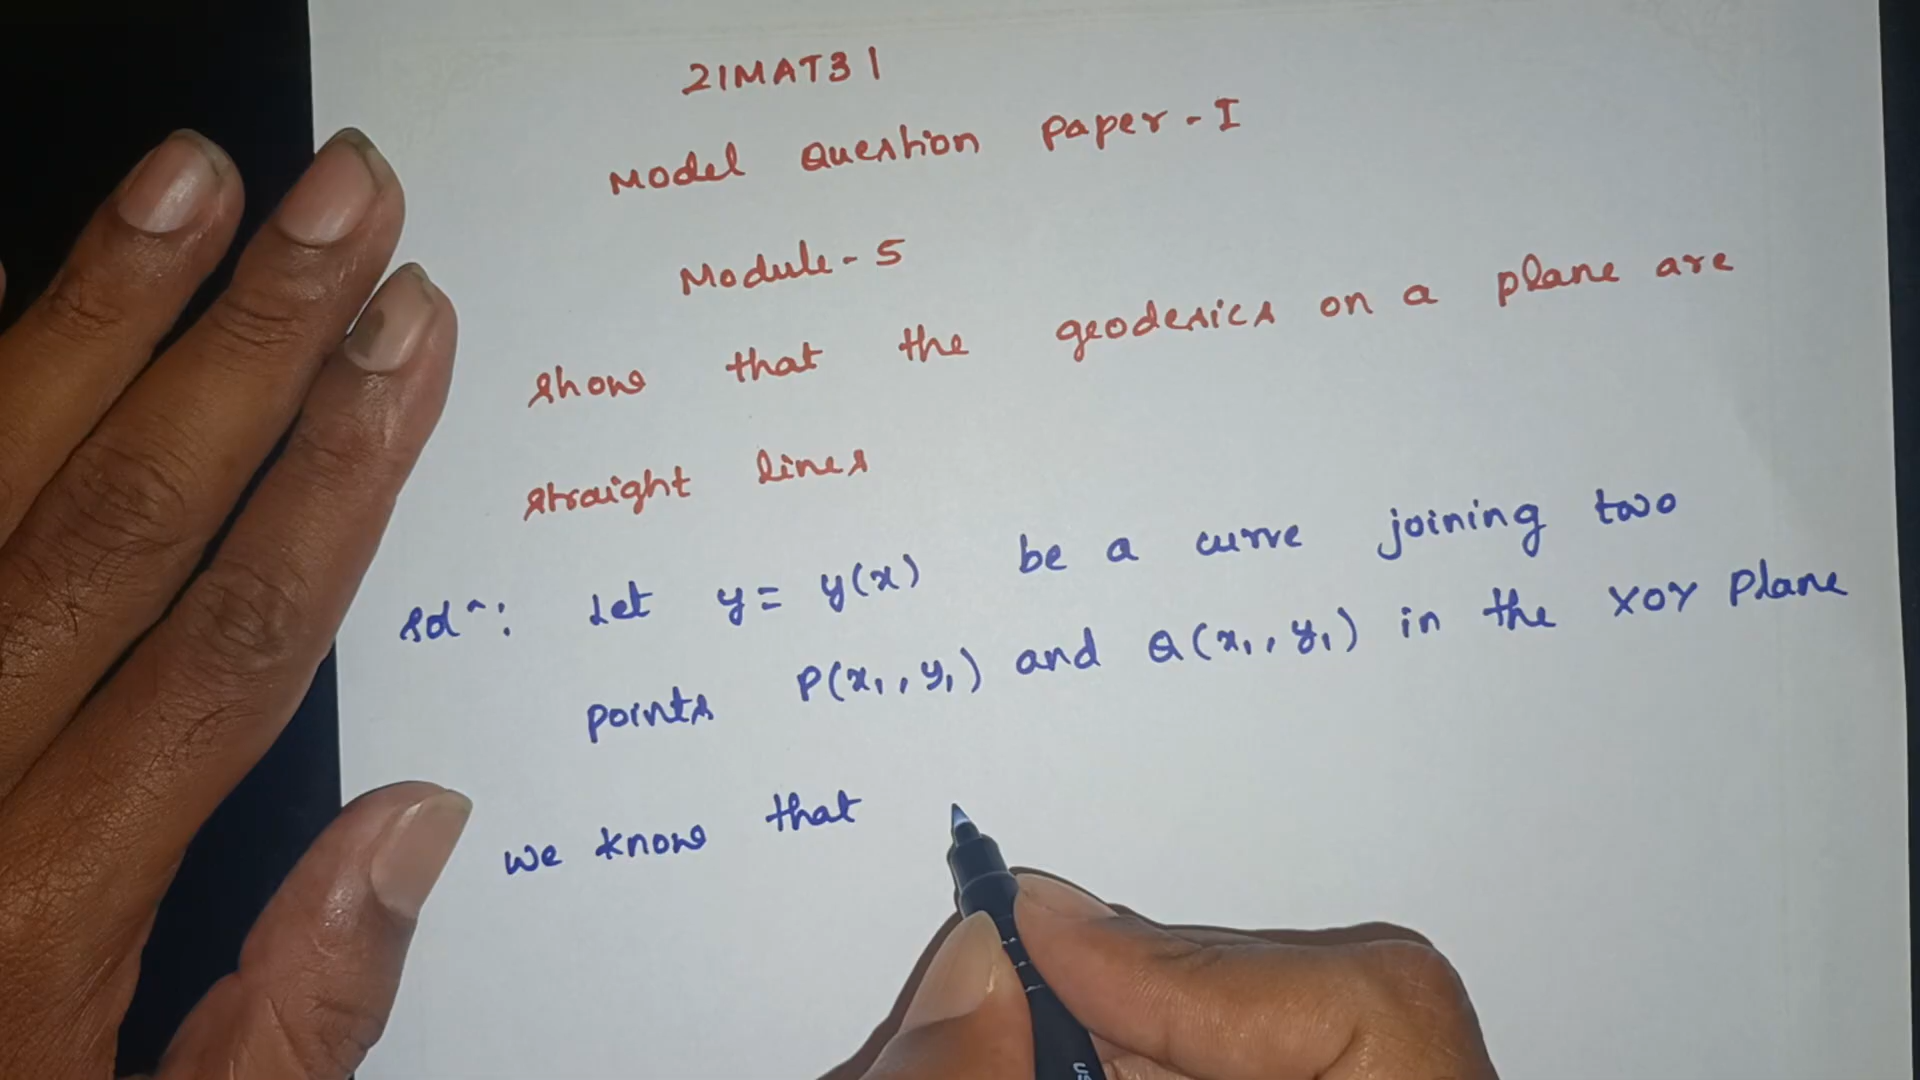 21MAT31
Model Question paper-I
Module-5
show that the geodesics on a plane are
straight lines
Solⁿ: Let y = y(x) be a curve joining two
points P(x₁, y₁) and Q(x₁, y₁) in the XOY Plane
we know that